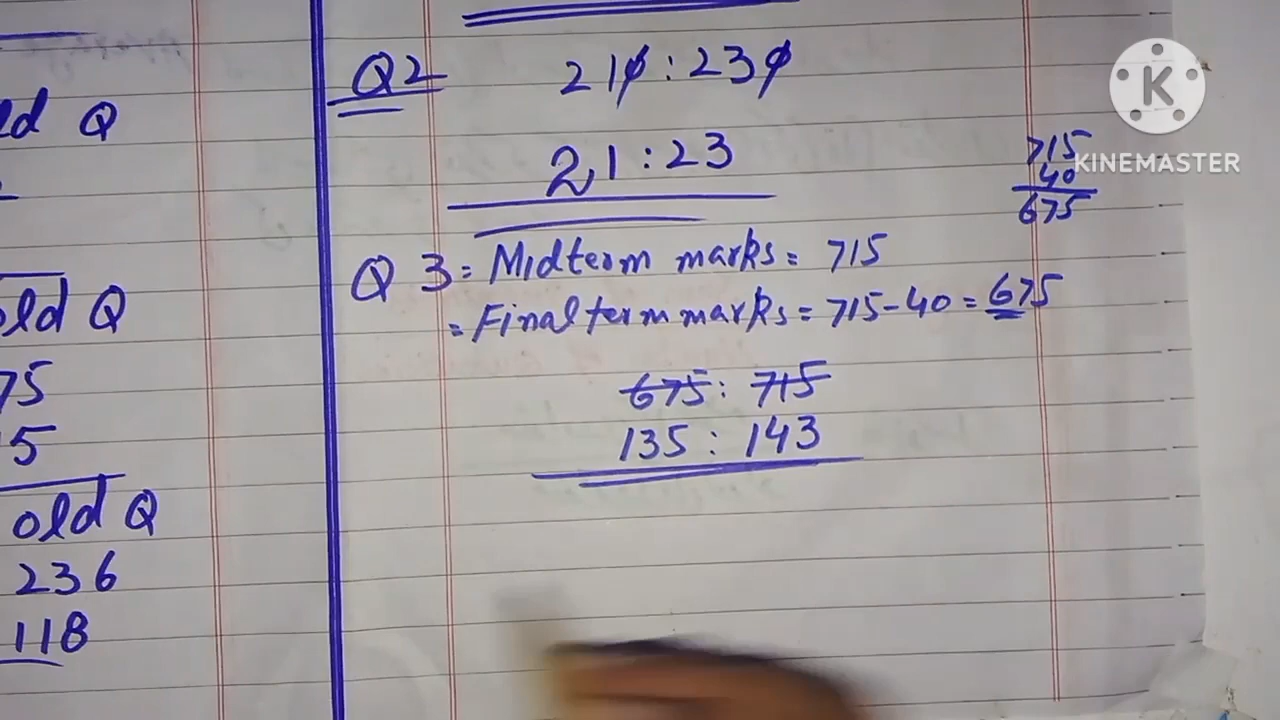 ld Q
old Q
75
5
old Q
236
118
Q2 210 : 230
21 : 23
Q 3 = Midterm marks = 715
= Final term marks = 715 - 40 = 675
675 : 715
135 : 143
715
40
675
K
KINEMASTER